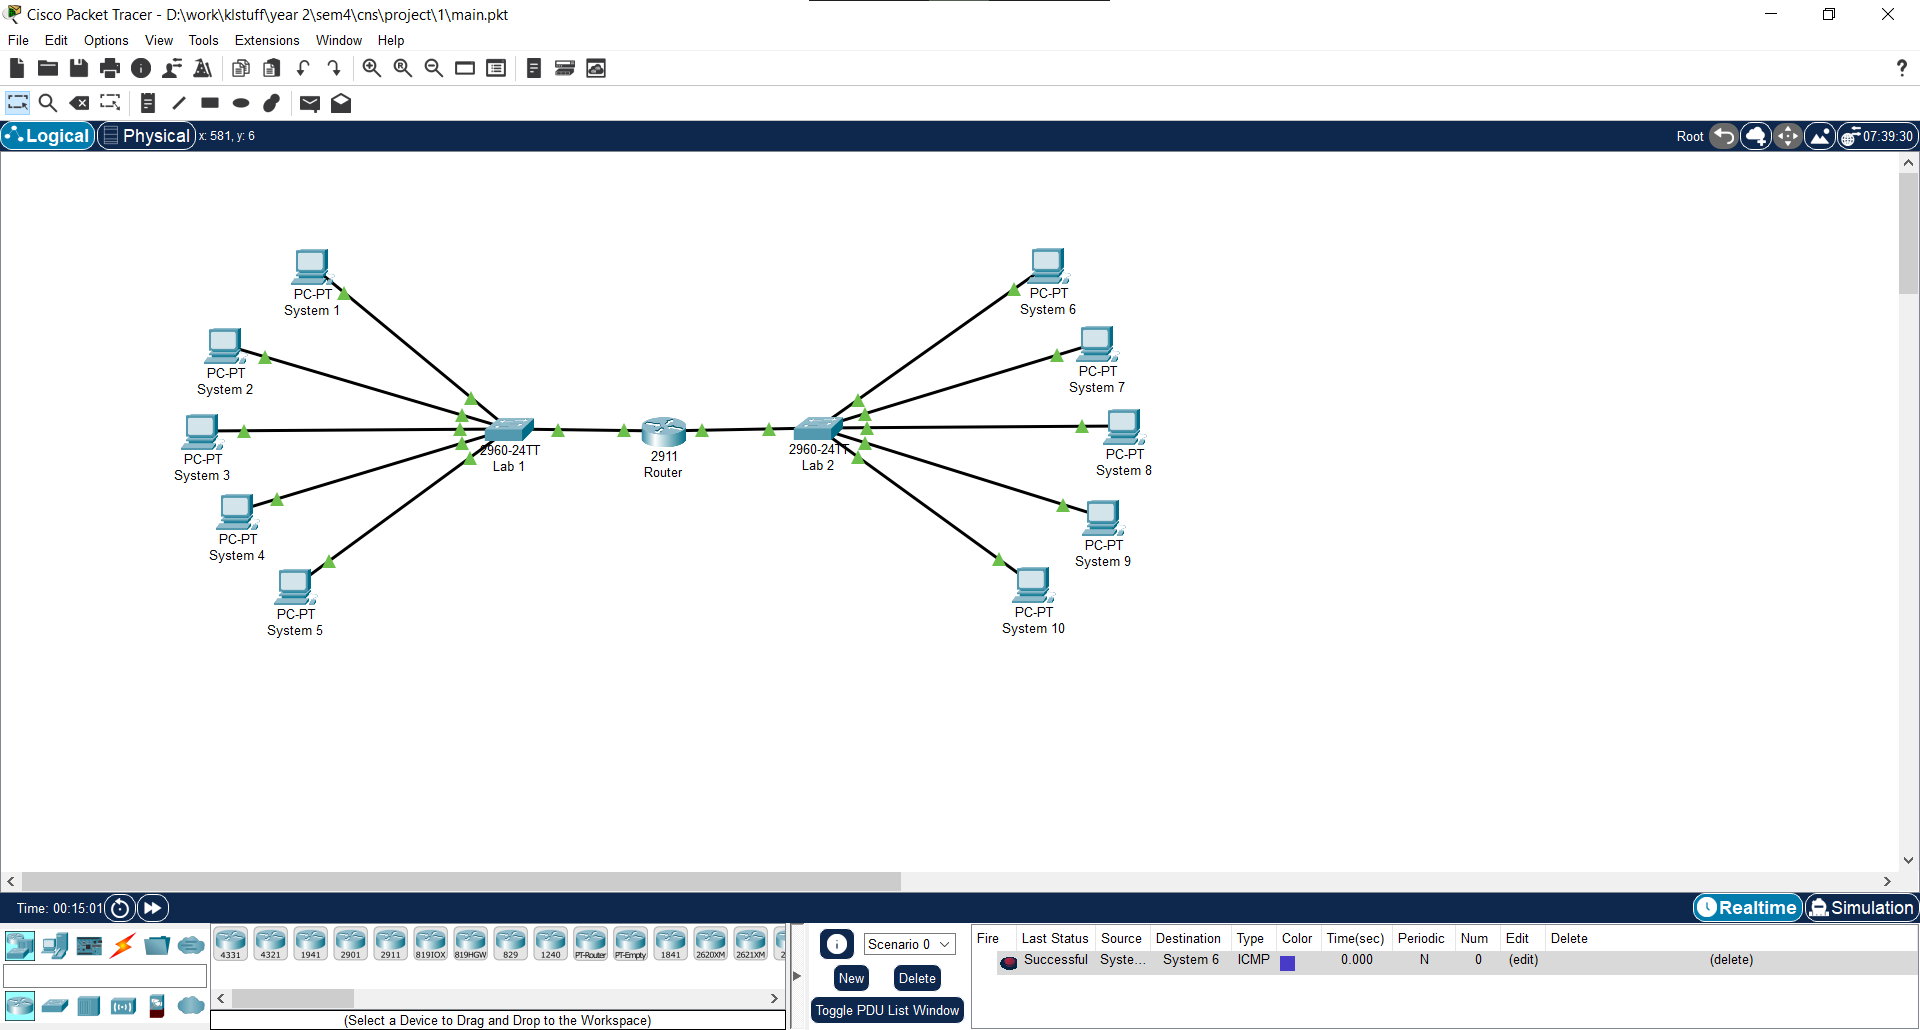 Cisco Packet Tracer - D:\work\klstuff\year 2\sem4\cns\project\1\main.pkt
File Edit Options View Tools Extensions Window Help
?
Logical Physical x: 581, y: 6 Root 07:39:30
PC-PT
System 1
PC-PT
System 2
PC-PT
System 3
PC-PT
System 4
PC-PT
System 5
2960-24TT
Lab 1
2911
Router
2960-24TT
Lab 2
PC-PT
System 6
PC-PT
System 7
PC-PT
System 8
PC-PT
System 9
PC-PT
System 10
Time: 00:15:01 Realtime Simulation
4331 4321 1941 2901 2911 819IOX 819HGW 829 1240 PT-Router PT-Empty 1841 2620XM 2621XM 2
(Select a Device to Drag and Drop to the Workspace)
Scenario 0
New Delete
Toggle PDU List Window
Fire Last Status Source Destination Type Color Time(sec) Periodic Num Edit Delete
Successful Syste... System 6 ICMP 0.000 N 0 (edit) (delete)